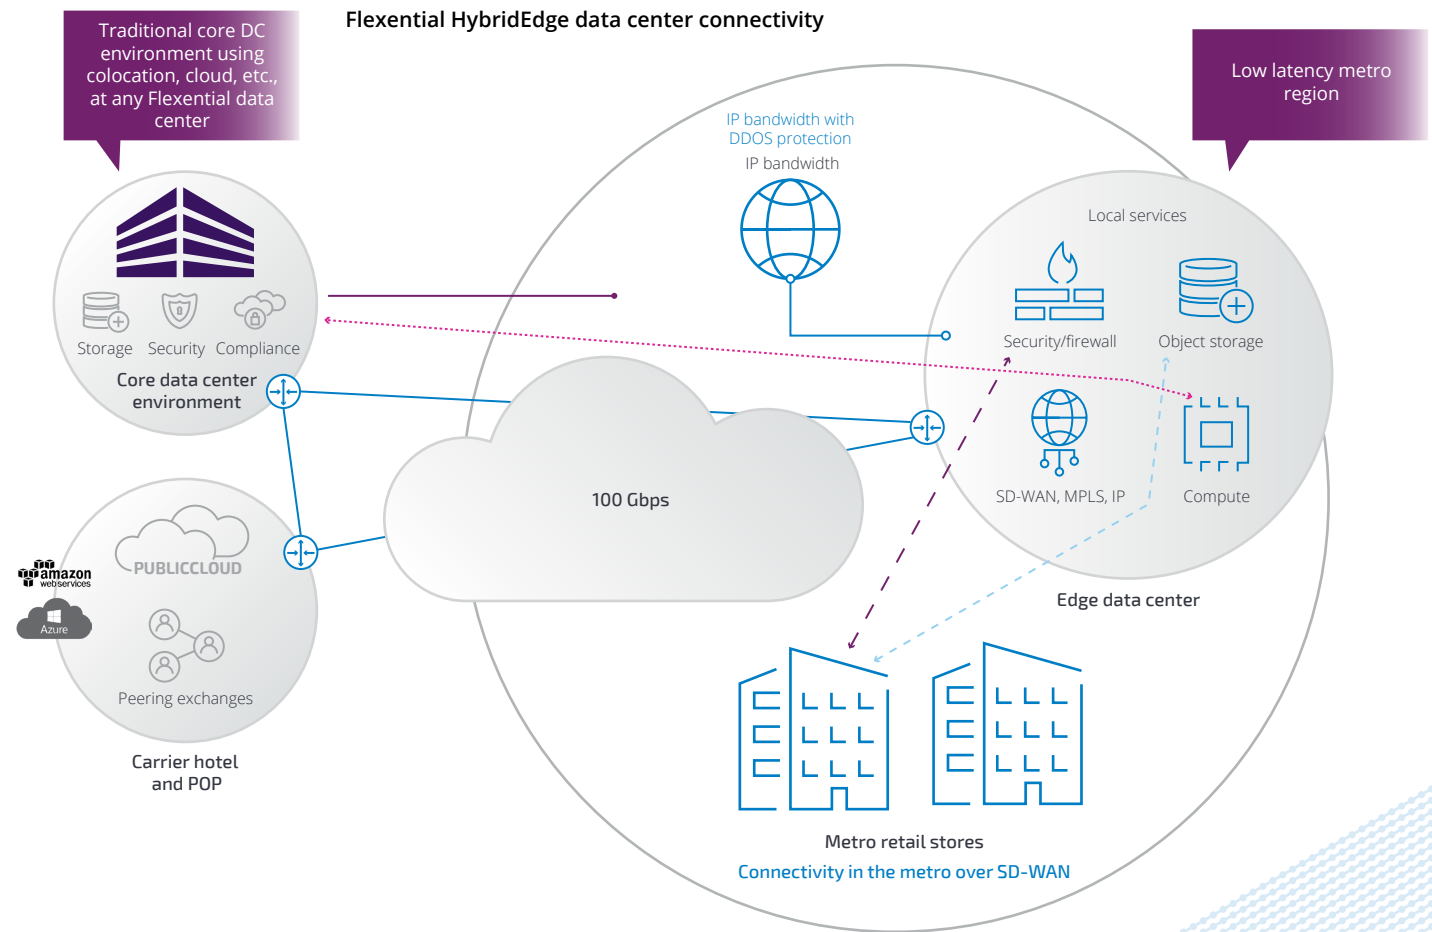 Flexential HybridEdge data center connectivity
Traditional core DC
environment using
colocation, cloud, etc.,
at any Flexential data
center
Low latency metro
region
IP bandwidth with
DDOS protection
IP bandwidth
Local services
Security/firewall
Object storage
SD-WAN, MPLS, IP
Compute
Edge data center
Storage
Security
Compliance
Core data center
environment
100 Gbps
PUBLICCLOUD
amazon
webservices
Azure
Peering exchanges
Carrier hotel
and POP
Metro retail stores
Connectivity in the metro over SD-WAN